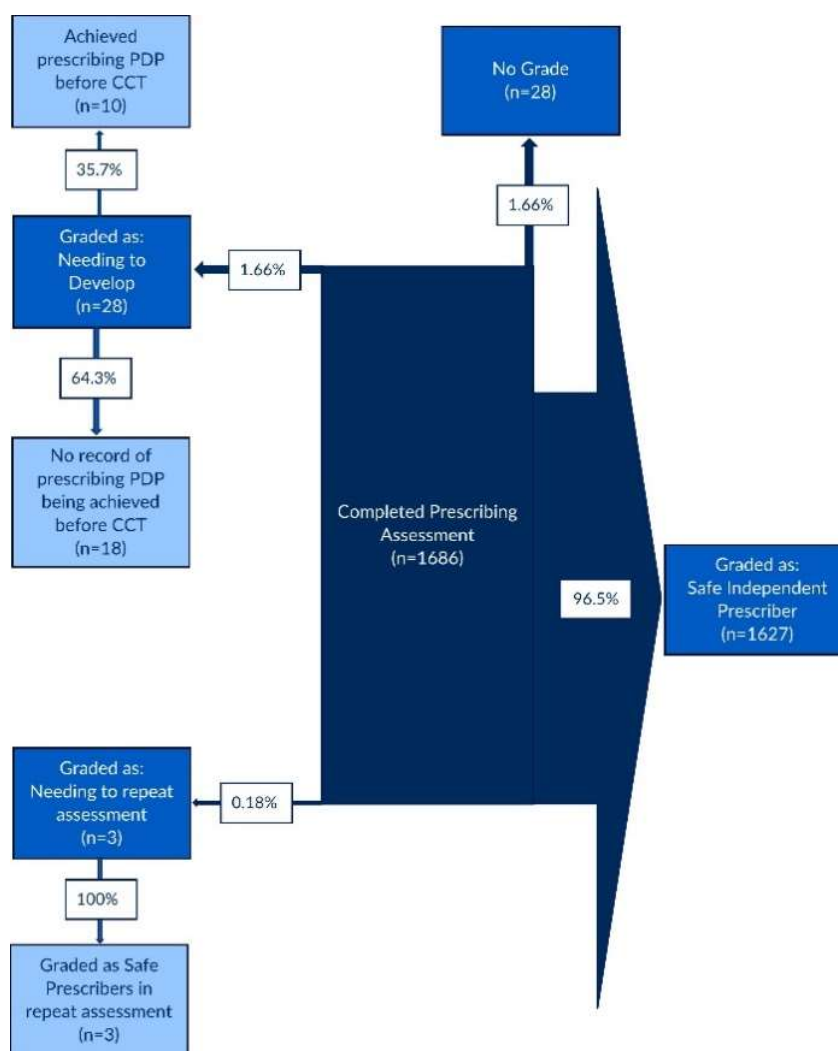 Achieved
prescribing PDP
before CCT
(n=10)
35.7%
Graded as:
Needing to
Develop
(n=28)
64.3%
No record of
prescribing PDP
being achieved
before CCT
(n=18)
1.66%
No Grade
(n=28)
1.66%
Completed Prescribing
Assessment
(n=1686)
96.5%
Graded as:
Safe Independent
Prescriber
(n=1627)
Graded as:
Needing to repeat
assessment
(n=3)
0.18%
100%
Graded as Safe
Prescribers in
repeat assessment
(n=3)